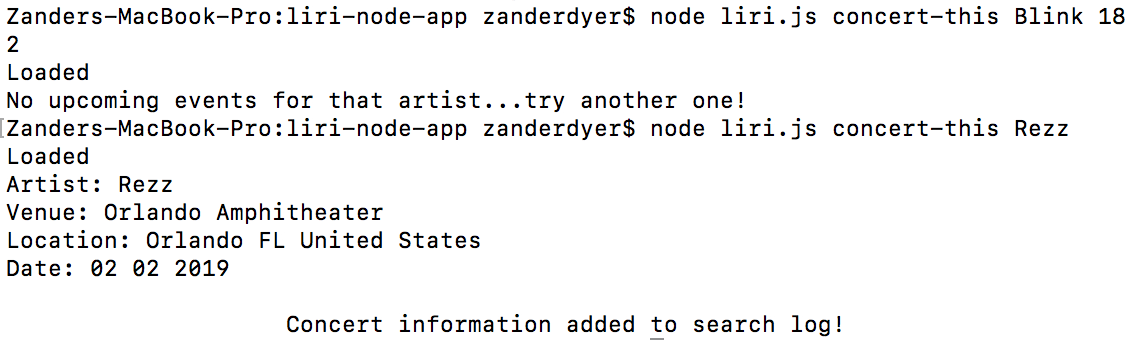 Zanders-MacBook-Pro:liri-node-app zanderdyer$ node liri.js concert-this Blink 18
2
Loaded
No upcoming events for that artist...try another one!
[Zanders-MacBook-Pro:liri-node-app zanderdyer$ node liri.js concert-this Rezz
Loaded
Artist: Rezz
Venue: Orlando Amphitheater
Location: Orlando FL United States
Date: 02 02 2019
Concert information added to search log!